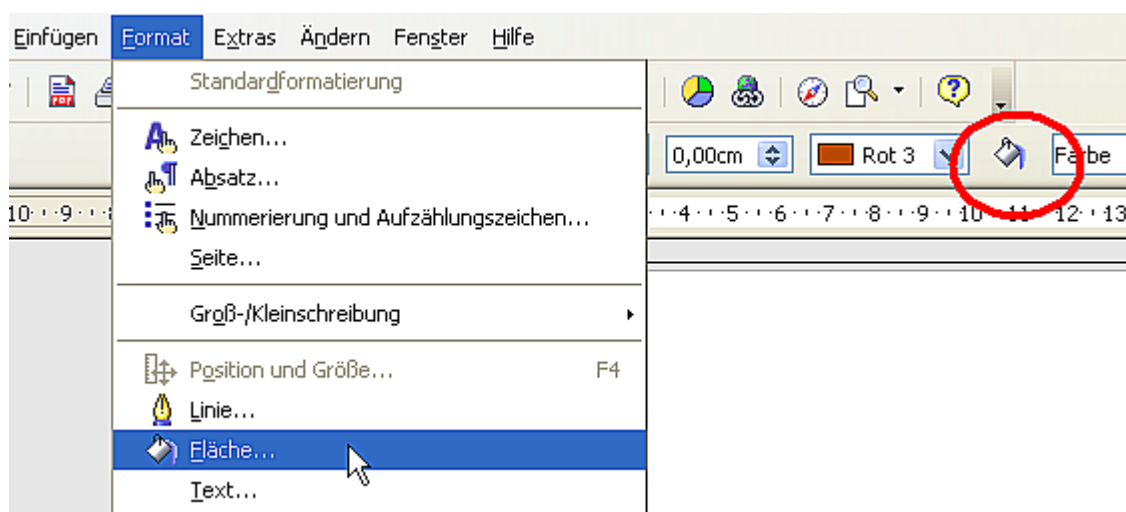 Einfügen Format Extras Ändern Fenster Hilfe
Standardformatierung
PDF
Zeichen...
0,00cm Rot 3 Farbe
Absatz...
10 9 8 4 5 6 7 8 9 10 11 12 13
Nummerierung und Aufzählungszeichen...
Seite...
Groß-/Kleinschreibung
Position und Größe... F4
Linie...
Fläche...
Text...